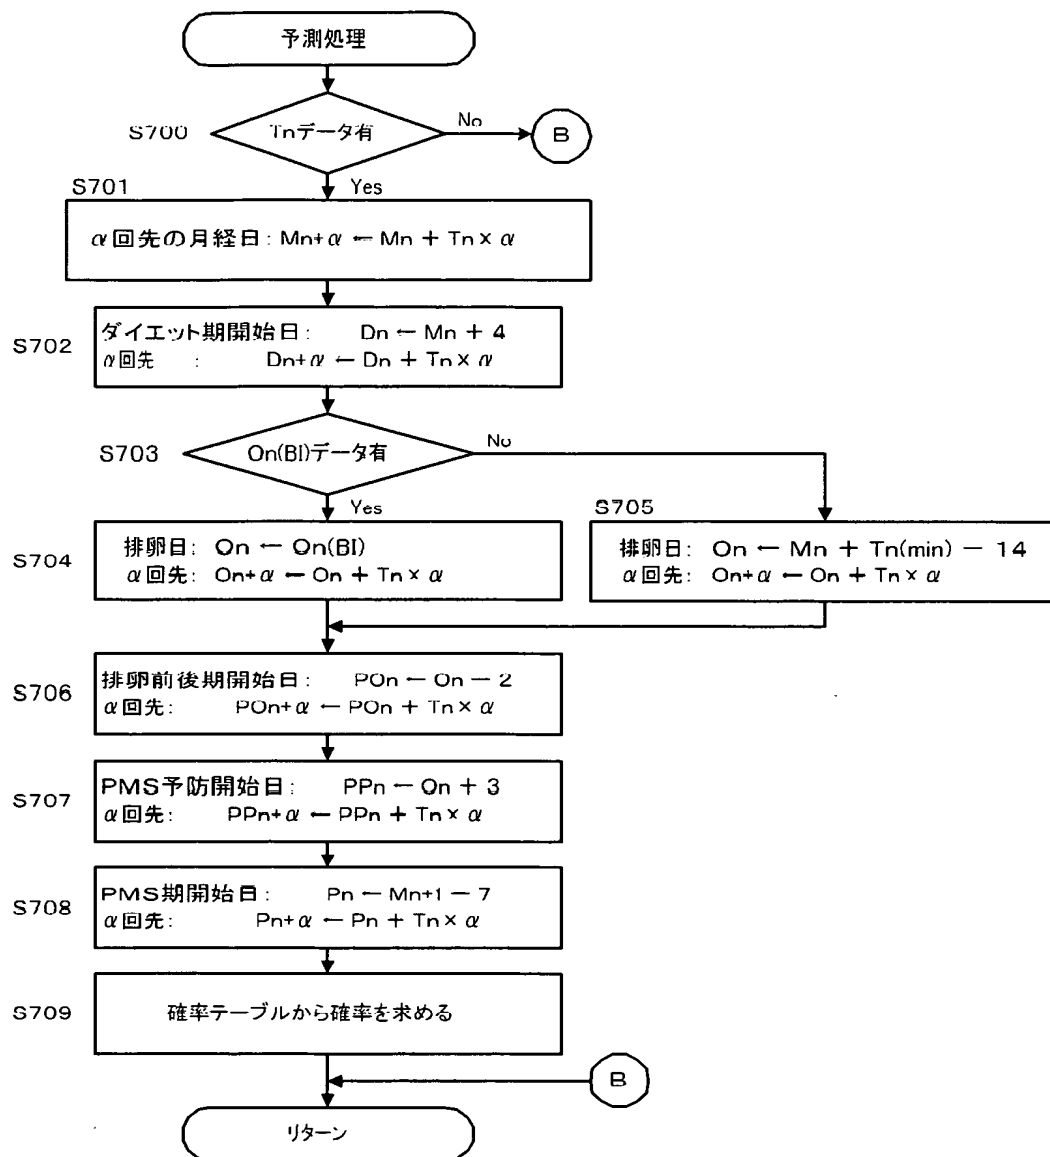 予測処理
S700
Tnデータ有
No
B
Yes
S701
α回先の月経日: Mn+α ← Mn + Tn × α
S702
ダイエット期開始日: Dn ← Mn + 4
α回先 : Dn+α ← Dn + Tn × α
S703
On(BI)データ有
No
Yes
S704
排卵日: On ← On(BI)
α回先: On+α ← On + Tn × α
S705
排卵日: On ← Mn + Tn(min) − 14
α回先: On+α ← On + Tn × α
S706
排卵前後期開始日: POn ← On − 2
α回先: POn+α ← POn + Tn × α
S707
PMS予防開始日: PPn ← On + 3
α回先: PPn+α ← PPn + Tn × α
S708
PMS期開始日: Pn ← Mn+1 − 7
α回先: Pn+α ← Pn + Tn × α
S709
確率テーブルから確率を求める
B
リターン